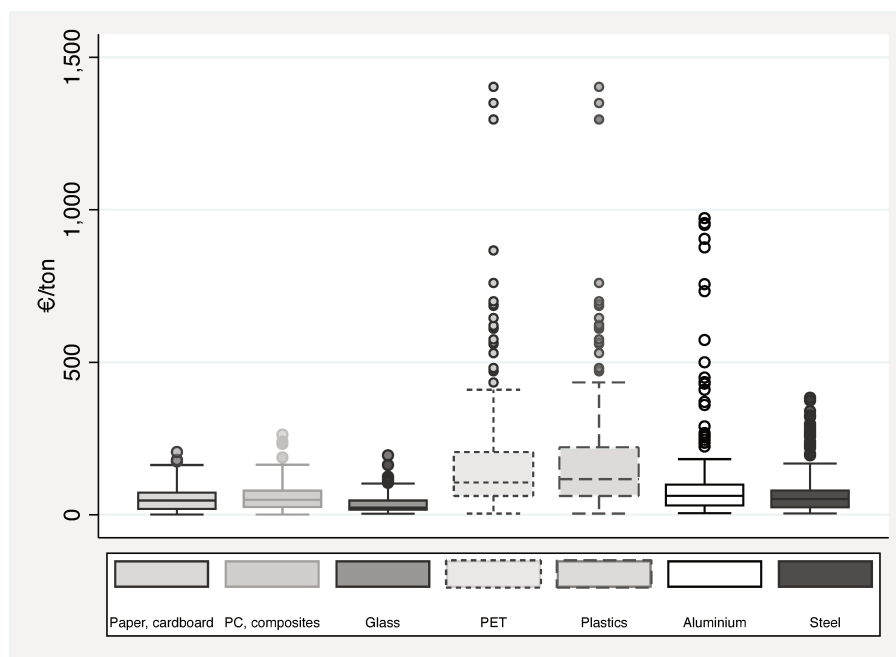 1,500
1,000
€/ton
500
0
Paper, cardboard PC, composites Glass PET Plastics Aluminium Steel